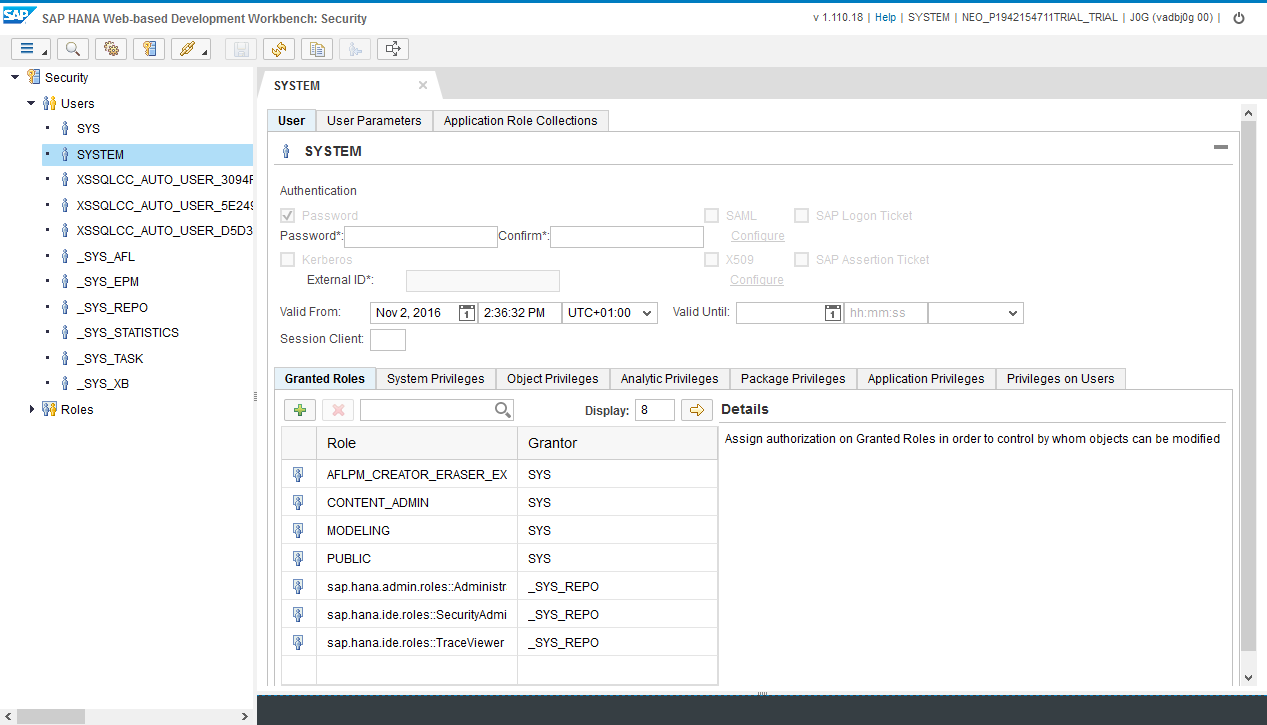 SAP SAP HANA Web-based Development Workbench: Security
v 1.110.18 | Help | SYSTEM | NEO_P1942154711TRIAL_TRIAL | J0G (vadbj0g 00) |
Security
Users
SYS
SYSTEM
XSSQLCC_AUTO_USER_3094F
XSSQLCC_AUTO_USER_5E249
XSSQLCC_AUTO_USER_D5D3
_SYS_AFL
_SYS_EPM
_SYS_REPO
_SYS_STATISTICS
_SYS_TASK
_SYS_XB
Roles
SYSTEM
User User Parameters Application Role Collections
SYSTEM
Authentication
Password SAML SAP Logon Ticket
Password*: Confirm*: Configure
Kerberos X509 SAP Assertion Ticket
External ID*: Configure
Valid From: Nov 2, 2016 1 2:36:32 PM UTC+01:00 Valid Until: 1 hh:mm:ss
Session Client:
Granted Roles System Privileges Object Privileges Analytic Privileges Package Privileges Application Privileges Privileges on Users
Display: 8 Details
Assign authorization on Granted Roles in order to control by whom objects can be modified
Role Grantor
AFLPM_CREATOR_ERASER_EX SYS
CONTENT_ADMIN SYS
MODELING SYS
PUBLIC SYS
sap.hana.admin.roles::Administr _SYS_REPO
sap.hana.ide.roles::SecurityAdmi _SYS_REPO
sap.hana.ide.roles::TraceViewer _SYS_REPO